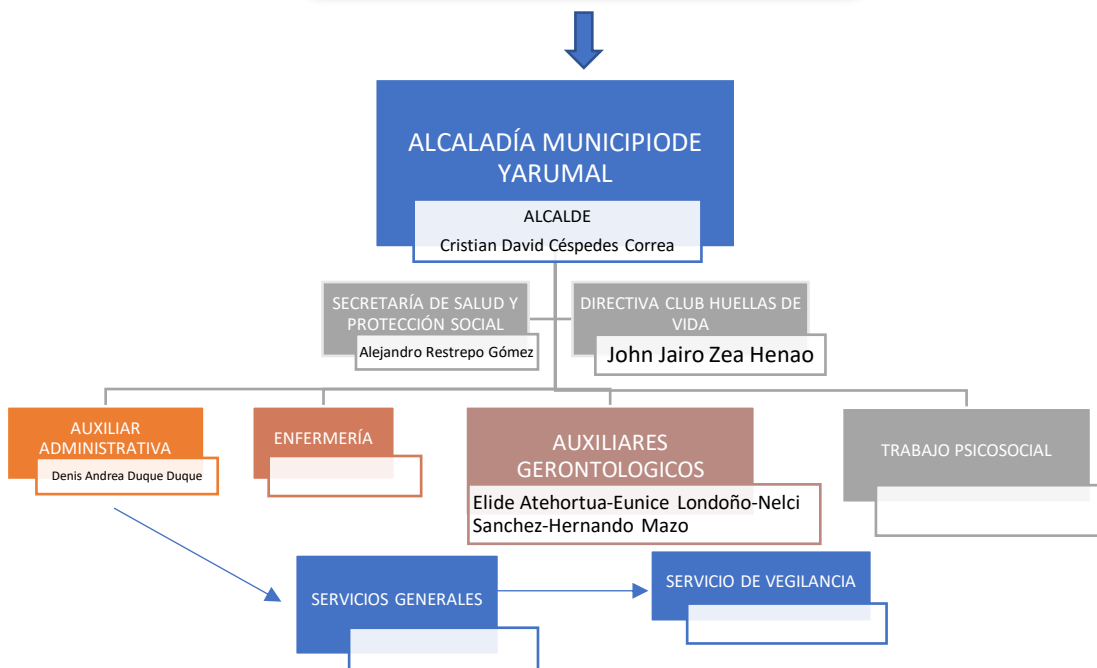 ALCALADÍA MUNICIPIODE
YARUMAL
ALCALDE
Cristian David Céspedes Correa
SECRETARÍA DE SALUD Y
PROTECCIÓN SOCIAL
Alejandro Restrepo Gómez
DIRECTIVA CLUB HUELLAS DE
VIDA
John Jairo Zea Henao
AUXILIAR
ADMINISTRATIVA
Denis Andrea Duque Duque
ENFERMERÍA
AUXILIARES
GERONTOLOGICOS
Elide Atehortua-Eunice Londoño-Nelci
Sanchez-Hernando Mazo
TRABAJO PSICOSOCIAL
SERVICIOS GENERALES
SERVICIO DE VEGILANCIA